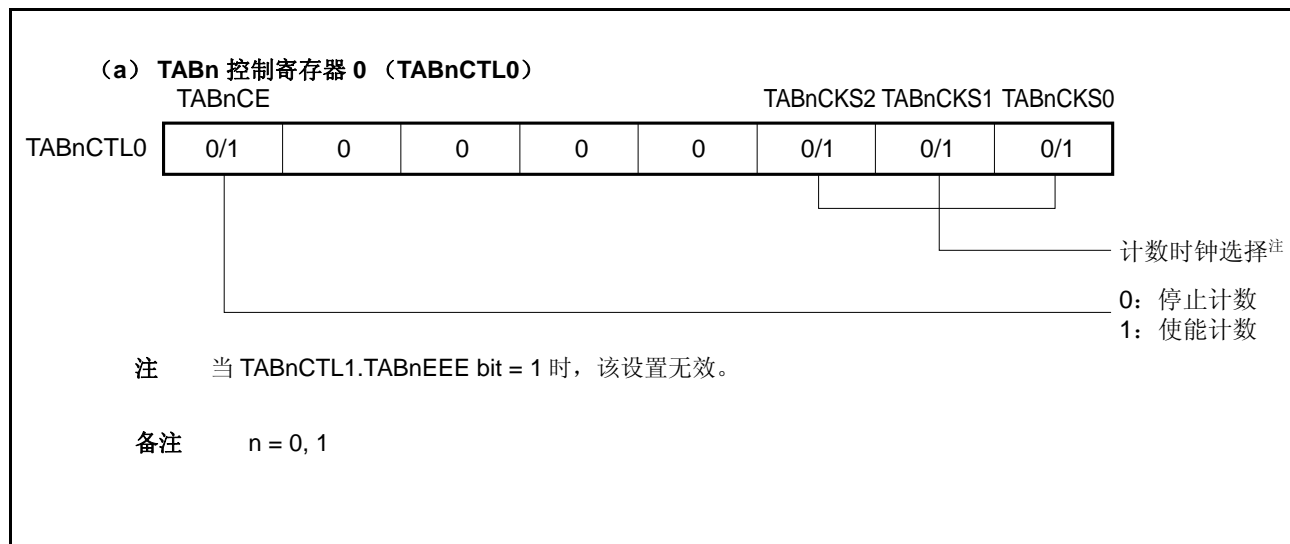 （a） TABn 控制寄存器 0 （TABnCTL0）
TABnCE TABnCKS2 TABnCKS1 TABnCKS0
TABnCTL0 0/1 0 0 0 0 0/1 0/1 0/1
计数时钟选择注
0：停止计数
1：使能计数
注 当 TABnCTL1.TABnEEE bit = 1 时，该设置无效。
备注 n = 0, 1